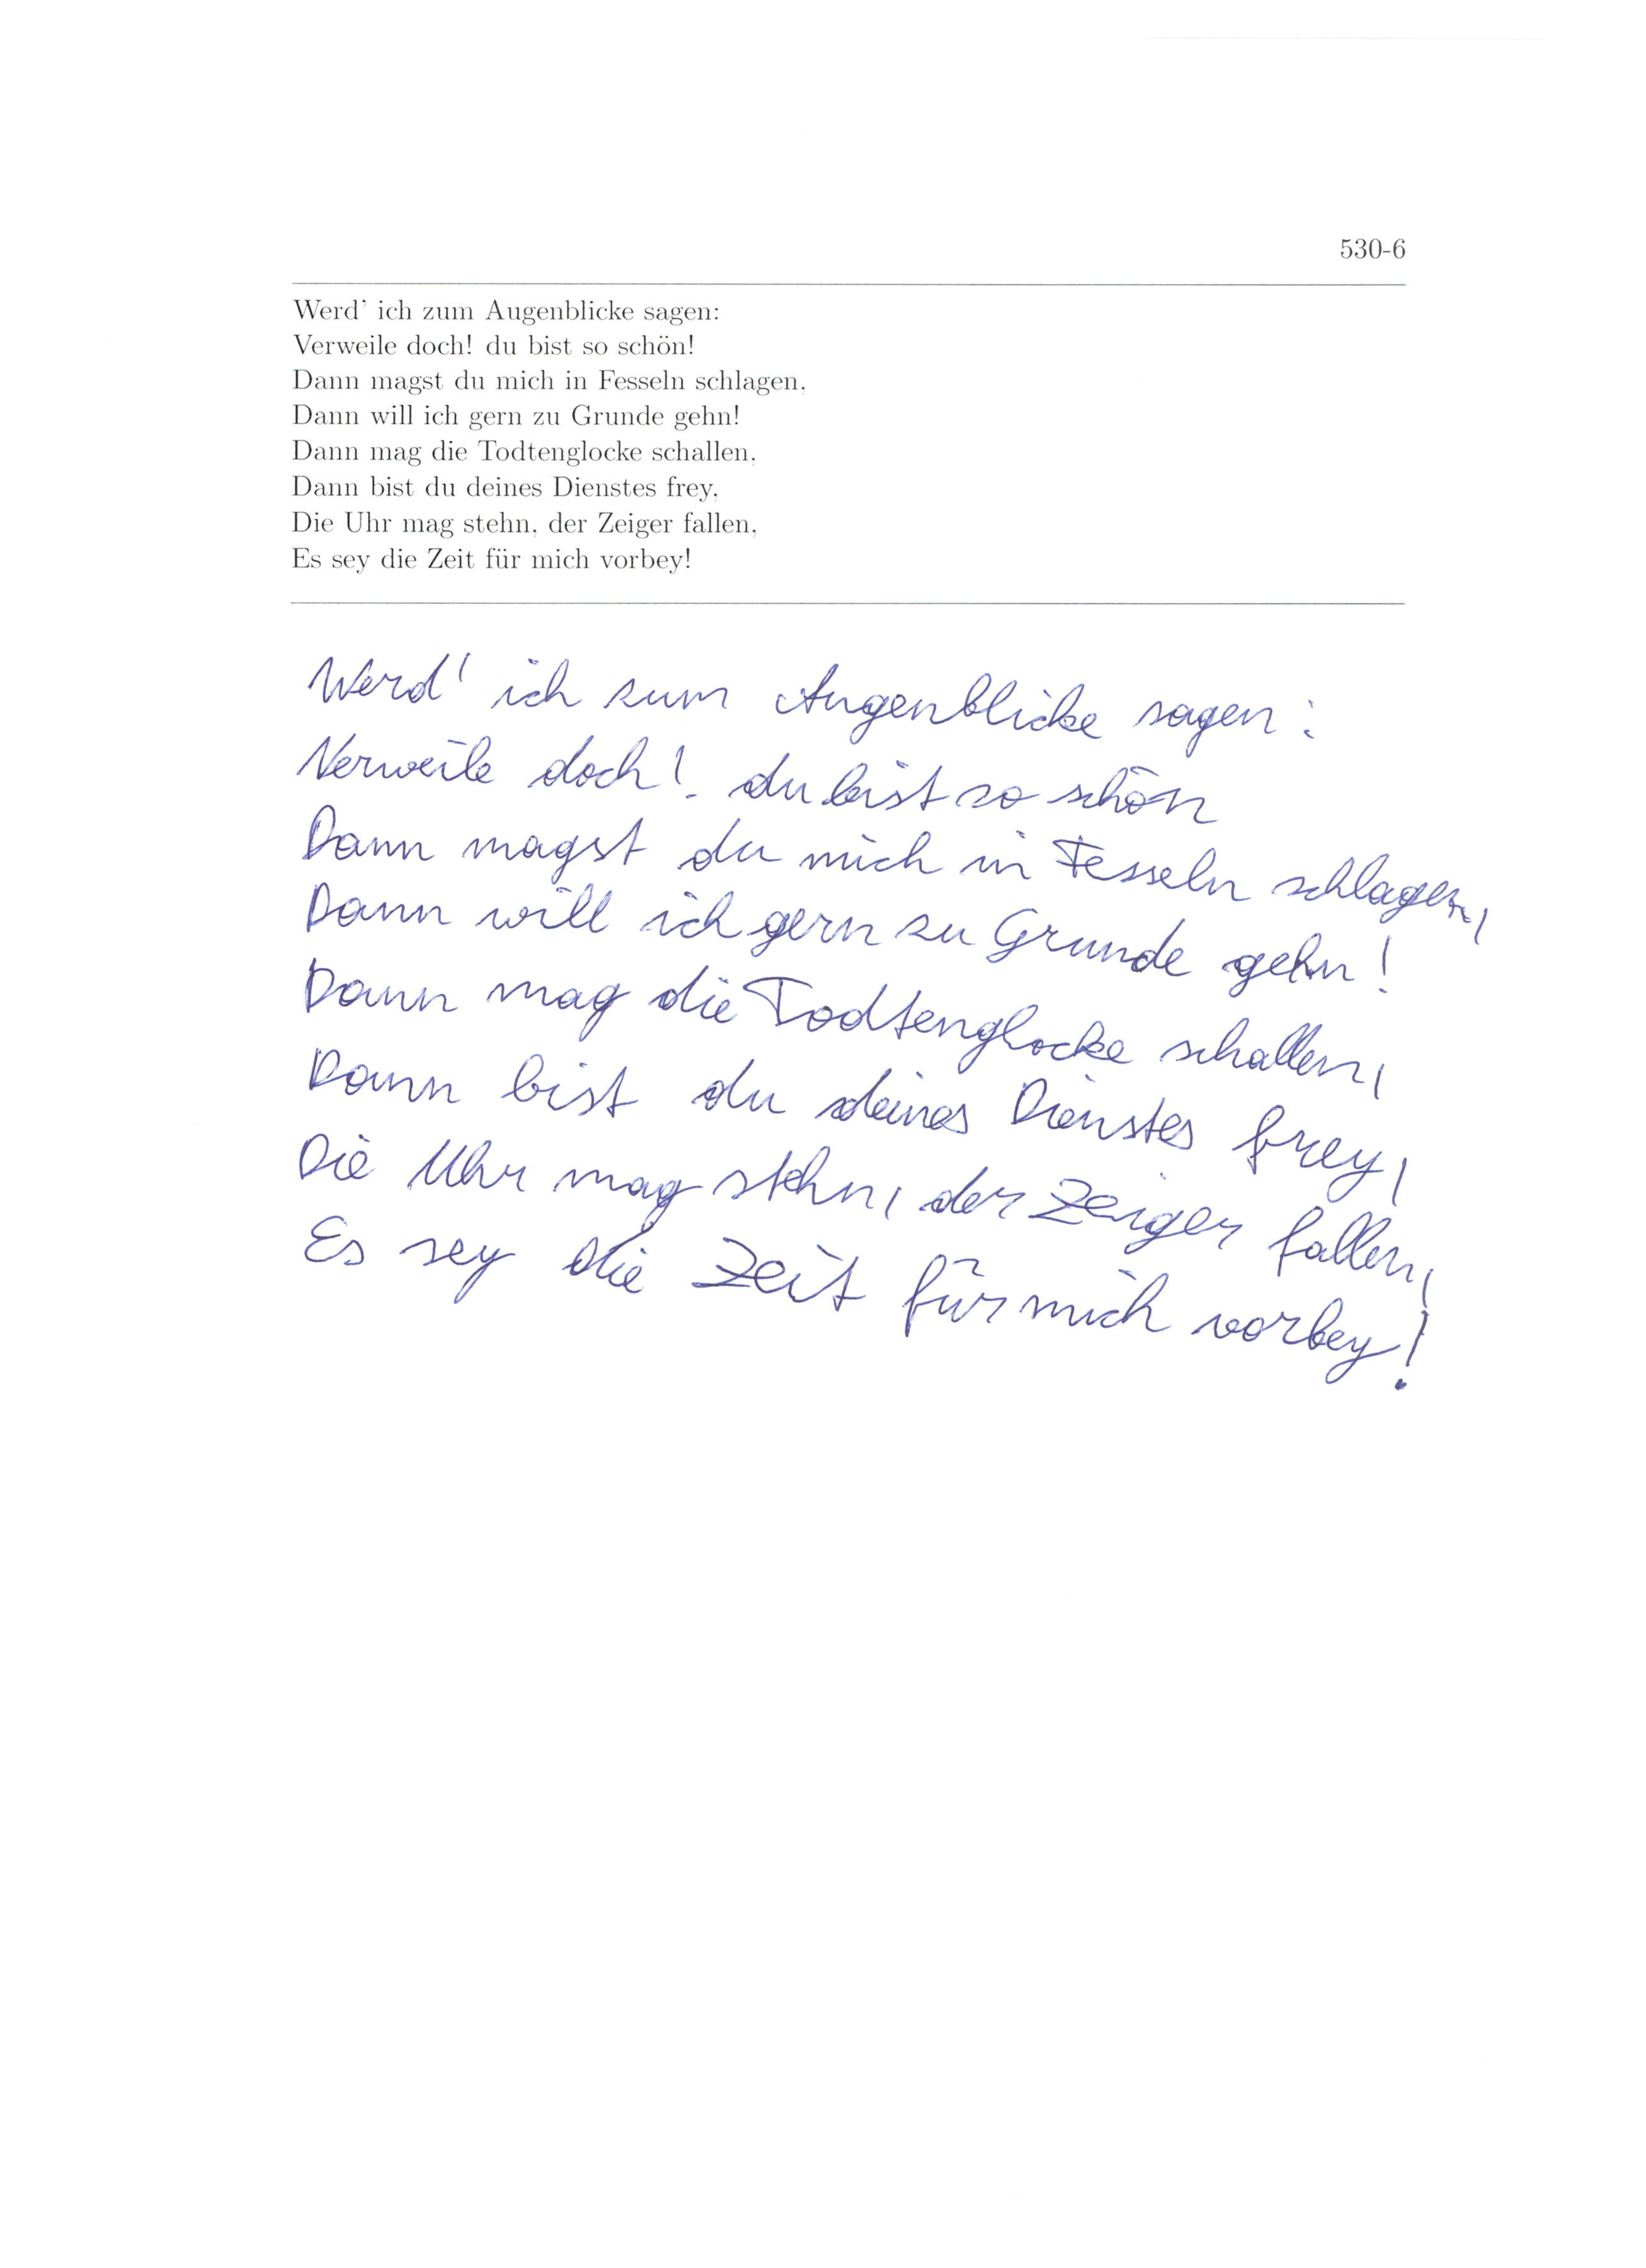 530-6
Werd' ich zum Augenblicke sagen:
Verweile doch! du bist so schön!
Dann magst du mich in Fesseln schlagen,
Dann will ich gern zu Grunde gehn!
Dann mag die Todtenglocke schallen,
Dann bist du deines Dienstes frey,
Die Uhr mag stehn, der Zeiger fallen,
Es sey die Zeit für mich vorbey!
Werd' ich zum Augenblicke sagen:
Verweile doch! du bist so schön
Dann magst du mich in Fesseln schlagen,
Dann will ich gern zu Grunde gehn!
Dann mag die Todtenglocke schallen,
Dann bist du deines Dienstes frey,
Die Uhr mag stehn, der Zeiger fallen,
Es sey die Zeit für mich vorbey!